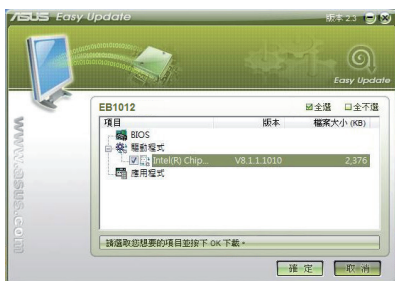 ASUS Easy Update 版本 2.3
Easy Update
EB1012
全選 全不選
項目 版本 檔案大小 (KB)
BIOS
驅動程式
Intel(R) Chip... V8.1.1.1010 2,376
應用程式
請選取您想要的項目並按下 OK 下載。
確 定 取 消
www.asus.com